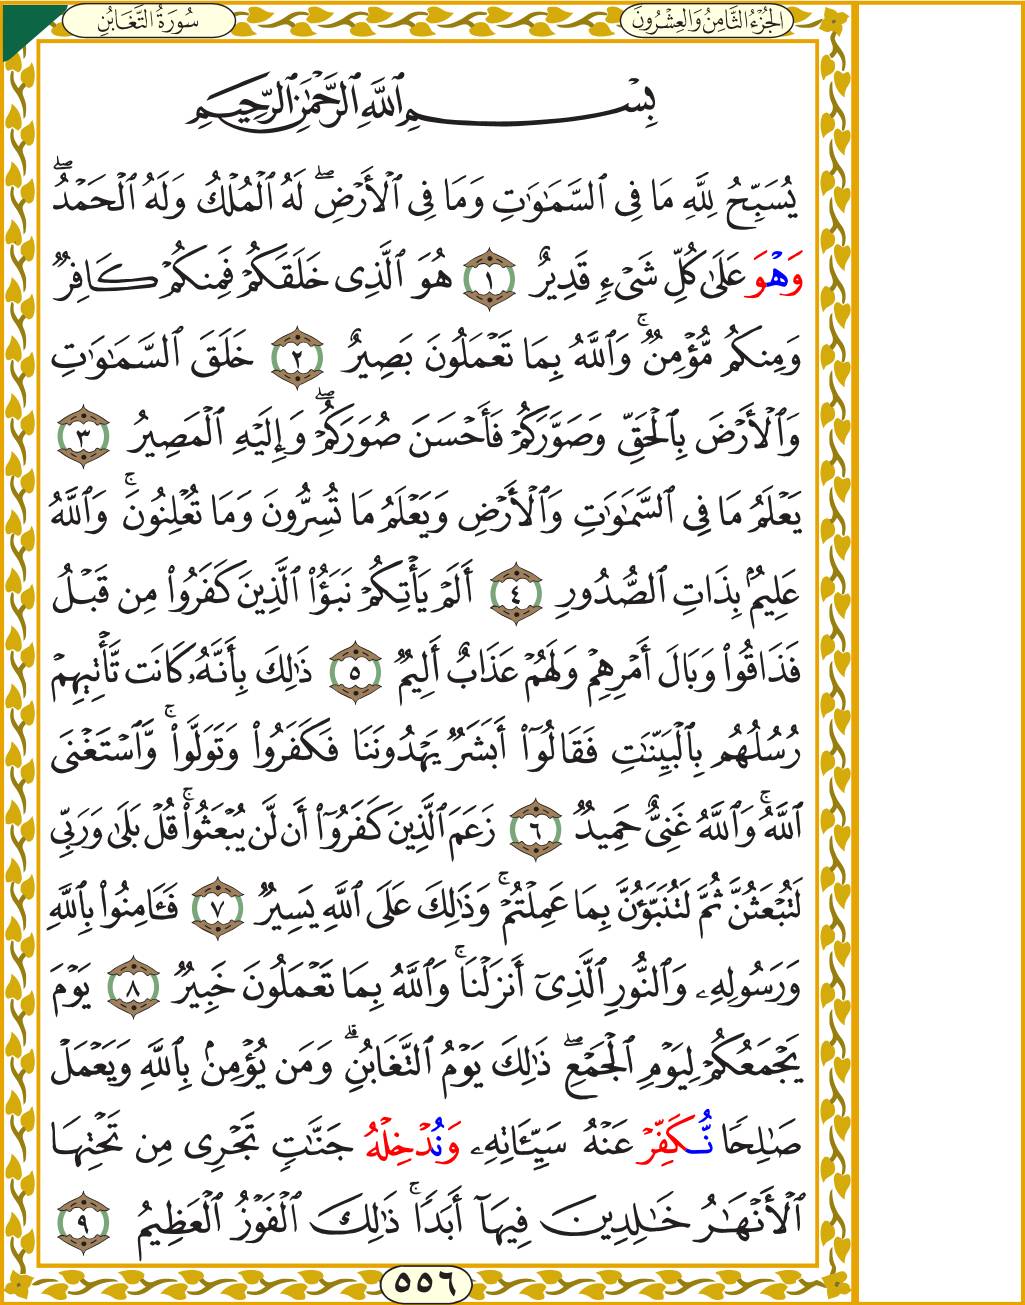 الجُزْءُ الثَّامِنُ وَالعِشْرُونَ
سُورَةُ التَّغَابُنِ
بِسْمِ ٱللَّهِ ٱلرَّحْمَٰنِ ٱلرَّحِيمِ
يُسَبِّحُ لِلَّهِ مَا فِى ٱلسَّمَٰوَٰتِ وَمَا فِى ٱلْأَرْضِۖ لَهُ ٱلْمُلْكُ وَلَهُ ٱلْحَمْدُۖ
وَهْوَ عَلَىٰ كُلِّ شَىْءٍ قَدِيرٌ ١ هُوَ ٱلَّذِى خَلَقَكُمْ فَمِنكُمْ كَافِرٌ
وَمِنكُم مُّؤْمِنٌۚ وَٱللَّهُ بِمَا تَعْمَلُونَ بَصِيرٌ ٢ خَلَقَ ٱلسَّمَٰوَٰتِ
وَٱلْأَرْضَ بِٱلْحَقِّ وَصَوَّرَكُمْ فَأَحْسَنَ صُوَرَكُمْۖ وَإِلَيْهِ ٱلْمَصِيرُ ٣
يَعْلَمُ مَا فِى ٱلسَّمَٰوَٰتِ وَٱلْأَرْضِ وَيَعْلَمُ مَا تُسِرُّونَ وَمَا تُعْلِنُونَۚ وَٱللَّهُ
عَلِيمٌۢ بِذَاتِ ٱلصُّدُورِ ٤ أَلَمْ يَأْتِكُمْ نَبَؤُا۟ ٱلَّذِينَ كَفَرُوا۟ مِن قَبْلُ
فَذَاقُوا۟ وَبَالَ أَمْرِهِمْ وَلَهُمْ عَذَابٌ أَلِيمٌ ٥ ذَٰلِكَ بِأَنَّهُۥ كَانَت تَّأْتِيهِمْ
رُسُلُهُم بِٱلْبَيِّنَٰتِ فَقَالُوٓا۟ أَبَشَرٌ يَهْدُونَنَا فَكَفَرُوا۟ وَتَوَلَّوا۟ۚ وَّٱسْتَغْنَى
ٱللَّهُۚ وَٱللَّهُ غَنِىٌّ حَمِيدٌ ٦ زَعَمَ ٱلَّذِينَ كَفَرُوٓا۟ أَن لَّن يُبْعَثُوا۟ۚ قُلْ بَلَىٰ وَرَبِّى
لَتُبْعَثُنَّ ثُمَّ لَتُنَبَّؤُنَّ بِمَا عَمِلْتُمْۚ وَذَٰلِكَ عَلَى ٱللَّهِ يَسِيرٌ ٧ فَـَٔامِنُوا۟ بِٱللَّهِ
وَرَسُولِهِۦ وَٱلنُّورِ ٱلَّذِىٓ أَنزَلْنَاۚ وَٱللَّهُ بِمَا تَعْمَلُونَ خَبِيرٌ ٨ يَوْمَ
يَجْمَعُكُمْ لِيَوْمِ ٱلْجَمْعِۖ ذَٰلِكَ يَوْمُ ٱلتَّغَابُنِۗ وَمَن يُؤْمِنۢ بِٱللَّهِ وَيَعْمَلْ
صَٰلِحًا نُّكَفِّرْ عَنْهُ سَيِّـَٔاتِهِۦ وَنُدْخِلْهُ جَنَّٰتٍ تَجْرِى مِن تَحْتِهَا
ٱلْأَنْهَٰرُ خَٰلِدِينَ فِيهَآ أَبَدًاۚ ذَٰلِكَ ٱلْفَوْزُ ٱلْعَظِيمُ ٩
٥٥٦